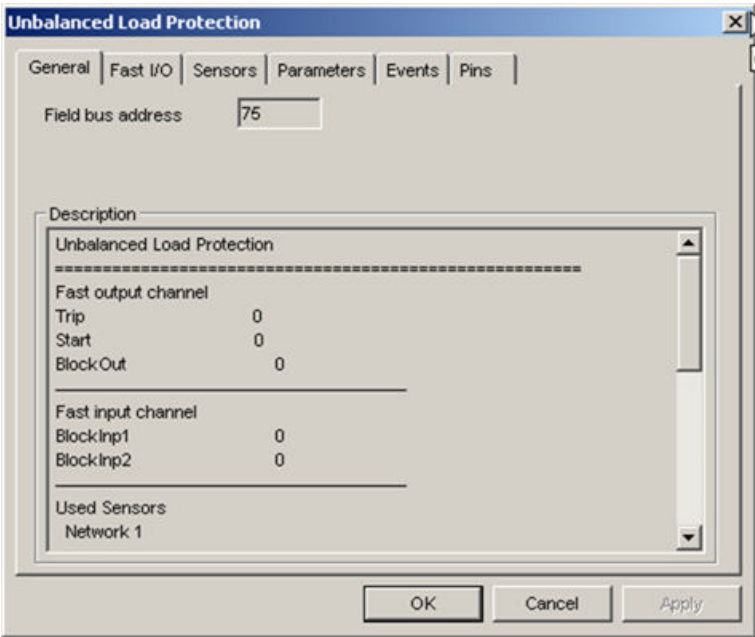 Unbalanced Load Protection
General Fast I/O Sensors Parameters Events Pins
Field bus address 75
Description
Unbalanced Load Protection
=======================================================
Fast output channel
Trip 0
Start 0
BlockOut 0
Fast input channel
BlockInp1 0
BlockInp2 0
Used Sensors
Network 1
OK Cancel Apply